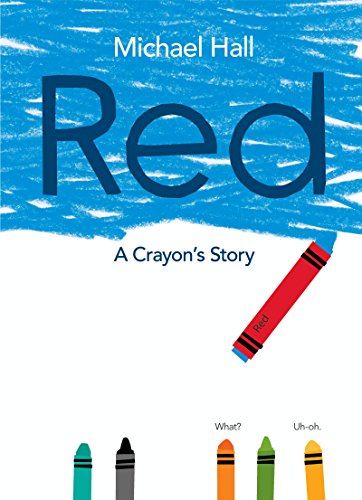 Michael Hall
Red
A Crayon's Story
Red
What?
Uh-oh.